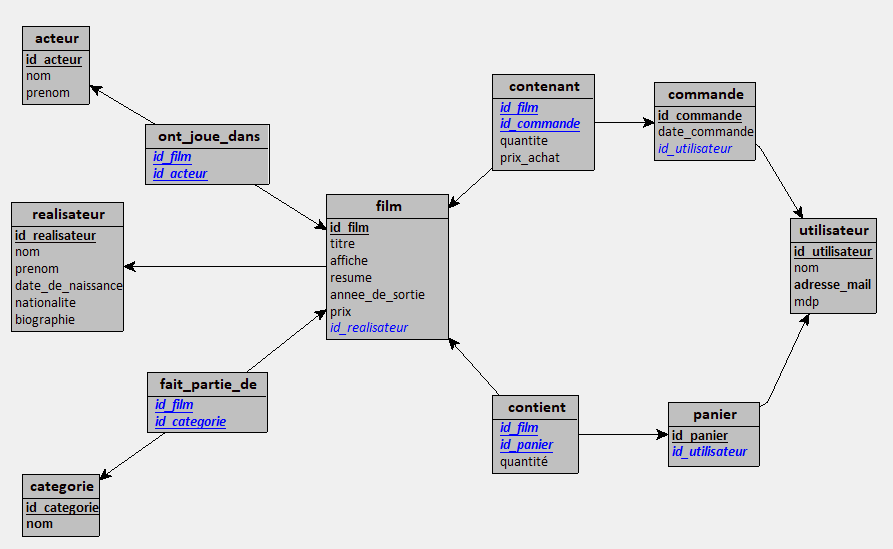 acteur
id_acteur
nom
prenom
ont_joue_dans
id_film
id_acteur
realisateur
id_realisateur
nom
prenom
date_de_naissance
nationalite
biographie
film
id_film
titre
affiche
resume
annee_de_sortie
prix
id_realisateur
fait_partie_de
id_film
id_categorie
categorie
id_categorie
nom
contenant
id_film
id_commande
quantite
prix_achat
commande
id_commande
date_commande
id_utilisateur
utilisateur
id_utilisateur
nom
adresse_mail
mdp
contient
id_film
id_panier
quantité
panier
id_panier
id_utilisateur